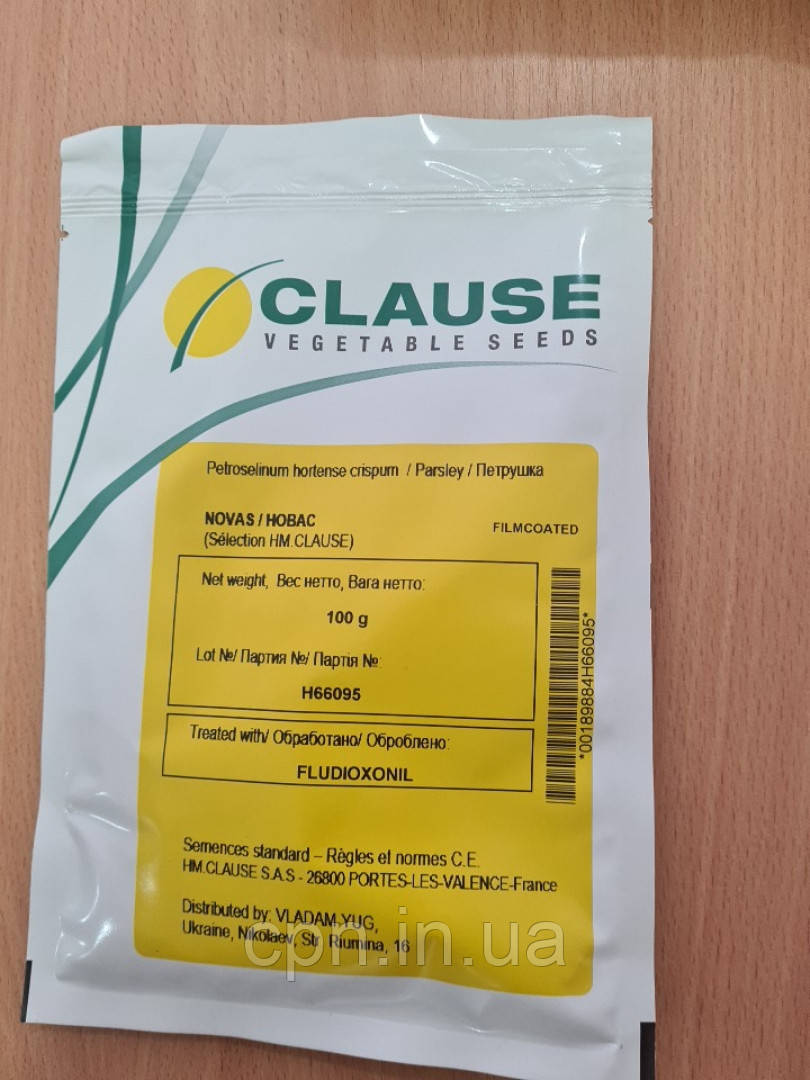 CLAUSE
VEGETABLE SEEDS
Petroselinum hortense crispum / Parsley / Петрушка
NOVAS / НОВАС
FILMCOATED
(Sélection HM.CLAUSE)
Net weight, Вес нетто, Вага нетто:
100 g
Lot №/ Партия №/ Партія №:
H66095
*00189884H66095*
Treated with/ Обработано/ Оброблено:
FLUDIOXONIL
Semences standard – Règles et normes C.E.
HM.CLAUSE S.A.S - 26800 PORTES-LES-VALENCE-France
Distributed by: VLADAM-YUG,
Ukraine, Nikolaev, Str. Riumina, 16
cpn.in.ua